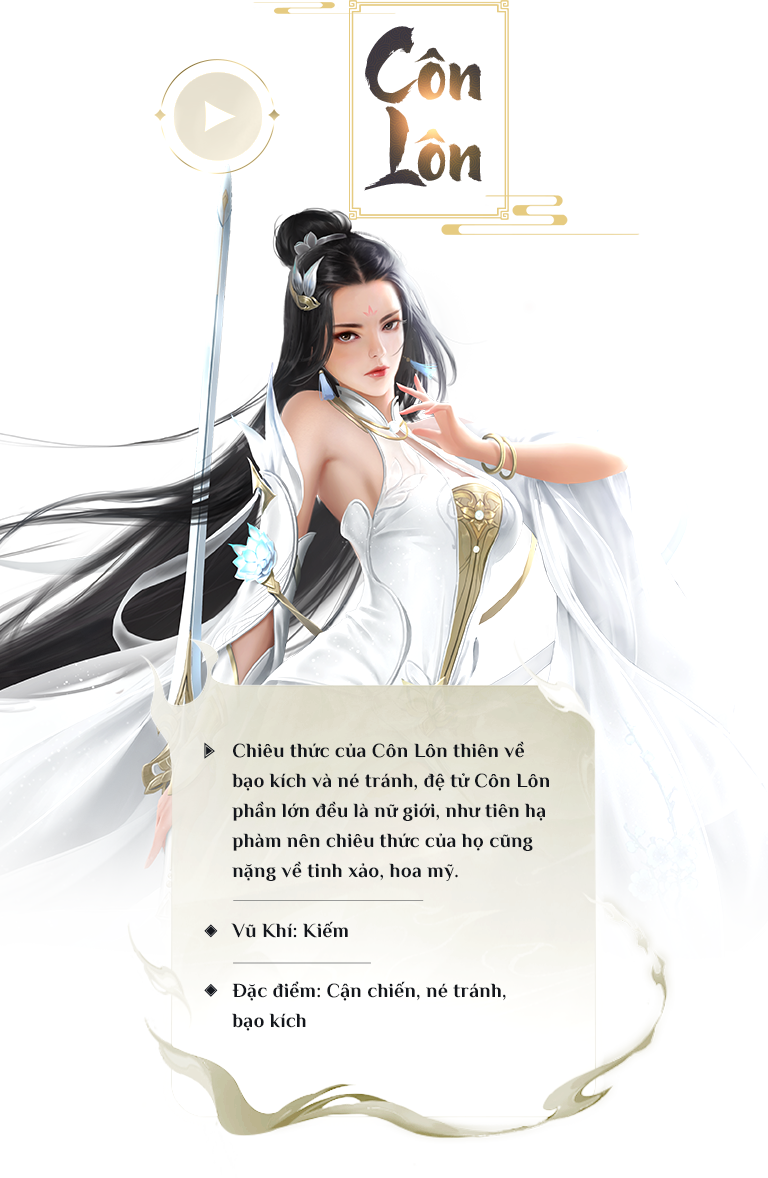 Côn
Lôn
Chiêu thức của Côn Lôn thiên về
bạo kích và né tránh, đệ tử Côn Lôn
phần lớn đều là nữ giới, như tiên hạ
phàm nên chiêu thức của họ cũng
nặng về tinh xảo, hoa mỹ.
Vũ Khí: Kiếm
Đặc điểm: Cận chiến, né tránh,
bạo kích